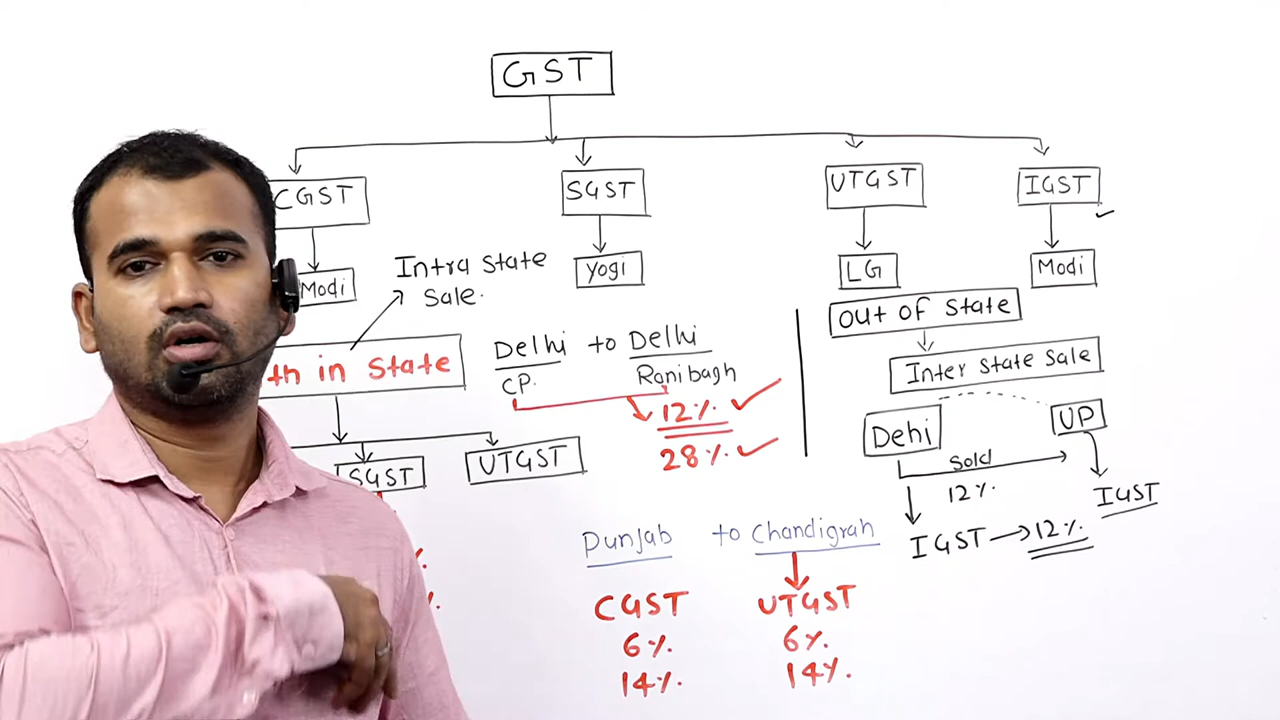 GST
CGST
SGST
UTGST
IGST
Modi
Yogi
LG
Modi
Intra State
Sale.
th in State
SGST
UTGST
Delhi to Delhi
CP.
Ranibagh
12%
28%
Out of State
Inter State Sale
Dehi
UP
Sold
12%
IGST
IGST → 12%
Punjab to Chandigrah
CGST
UTGST
6%
6%
14%
14%